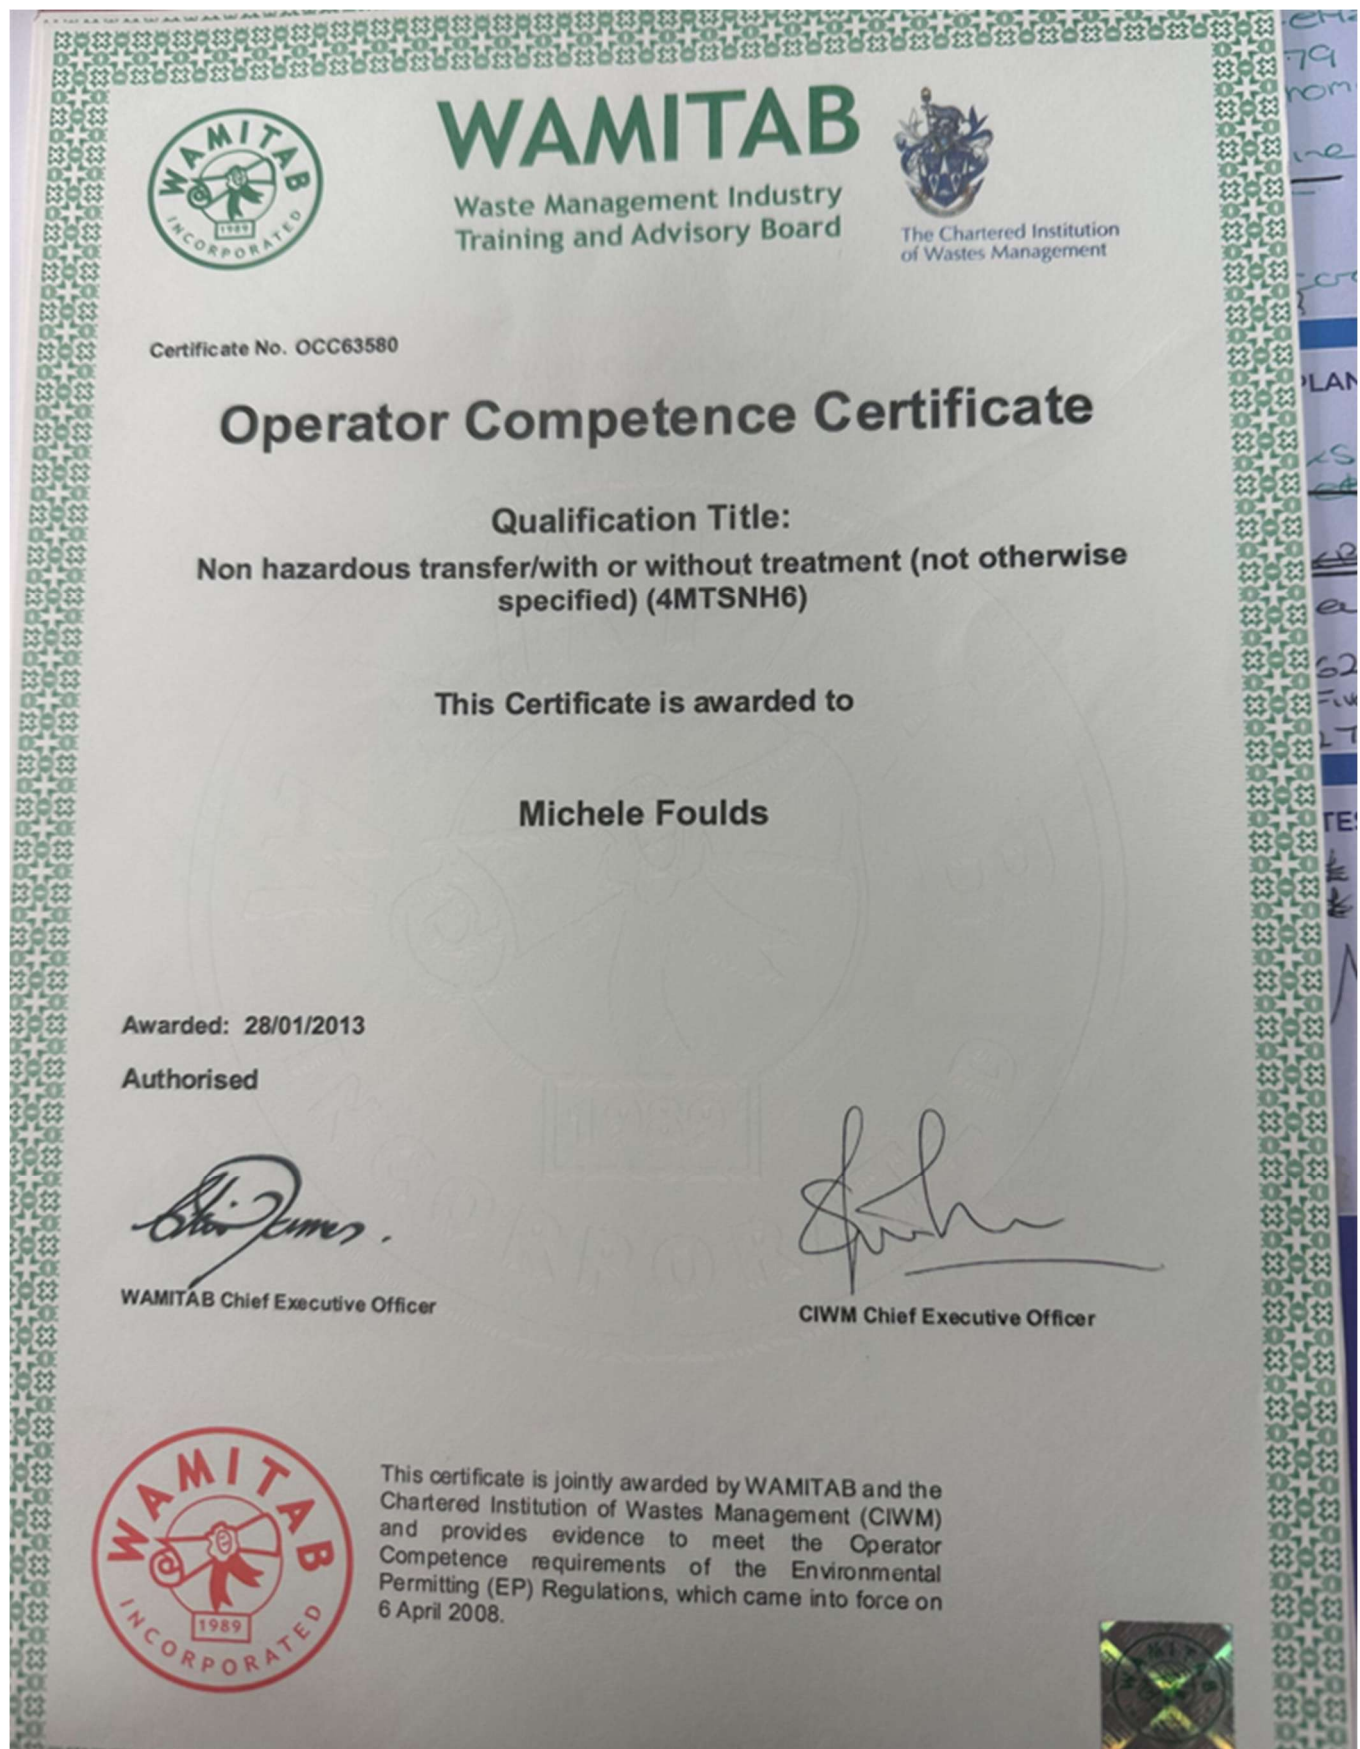 WAMITAB
INCORPORATED
1989
WAMITAB
Waste Management Industry
Training and Advisory Board
The Chartered Institution
of Wastes Management
Certificate No. OCC63580
Operator Competence Certificate
Qualification Title:
Non hazardous transfer/with or without treatment (not otherwise
specified) (4MTSNH6)
This Certificate is awarded to
Michele Foulds
Awarded: 28/01/2013
Authorised
WAMITAB Chief Executive Officer
CIWM Chief Executive Officer
WAMITAB
INCORPORATED
1989
This certificate is jointly awarded by WAMITAB and the
Chartered Institution of Wastes Management (CIWM)
and provides evidence to meet the Operator
Competence requirements of the Environmental
Permitting (EP) Regulations, which came into force on
6 April 2008.
WAMITAB
79
62